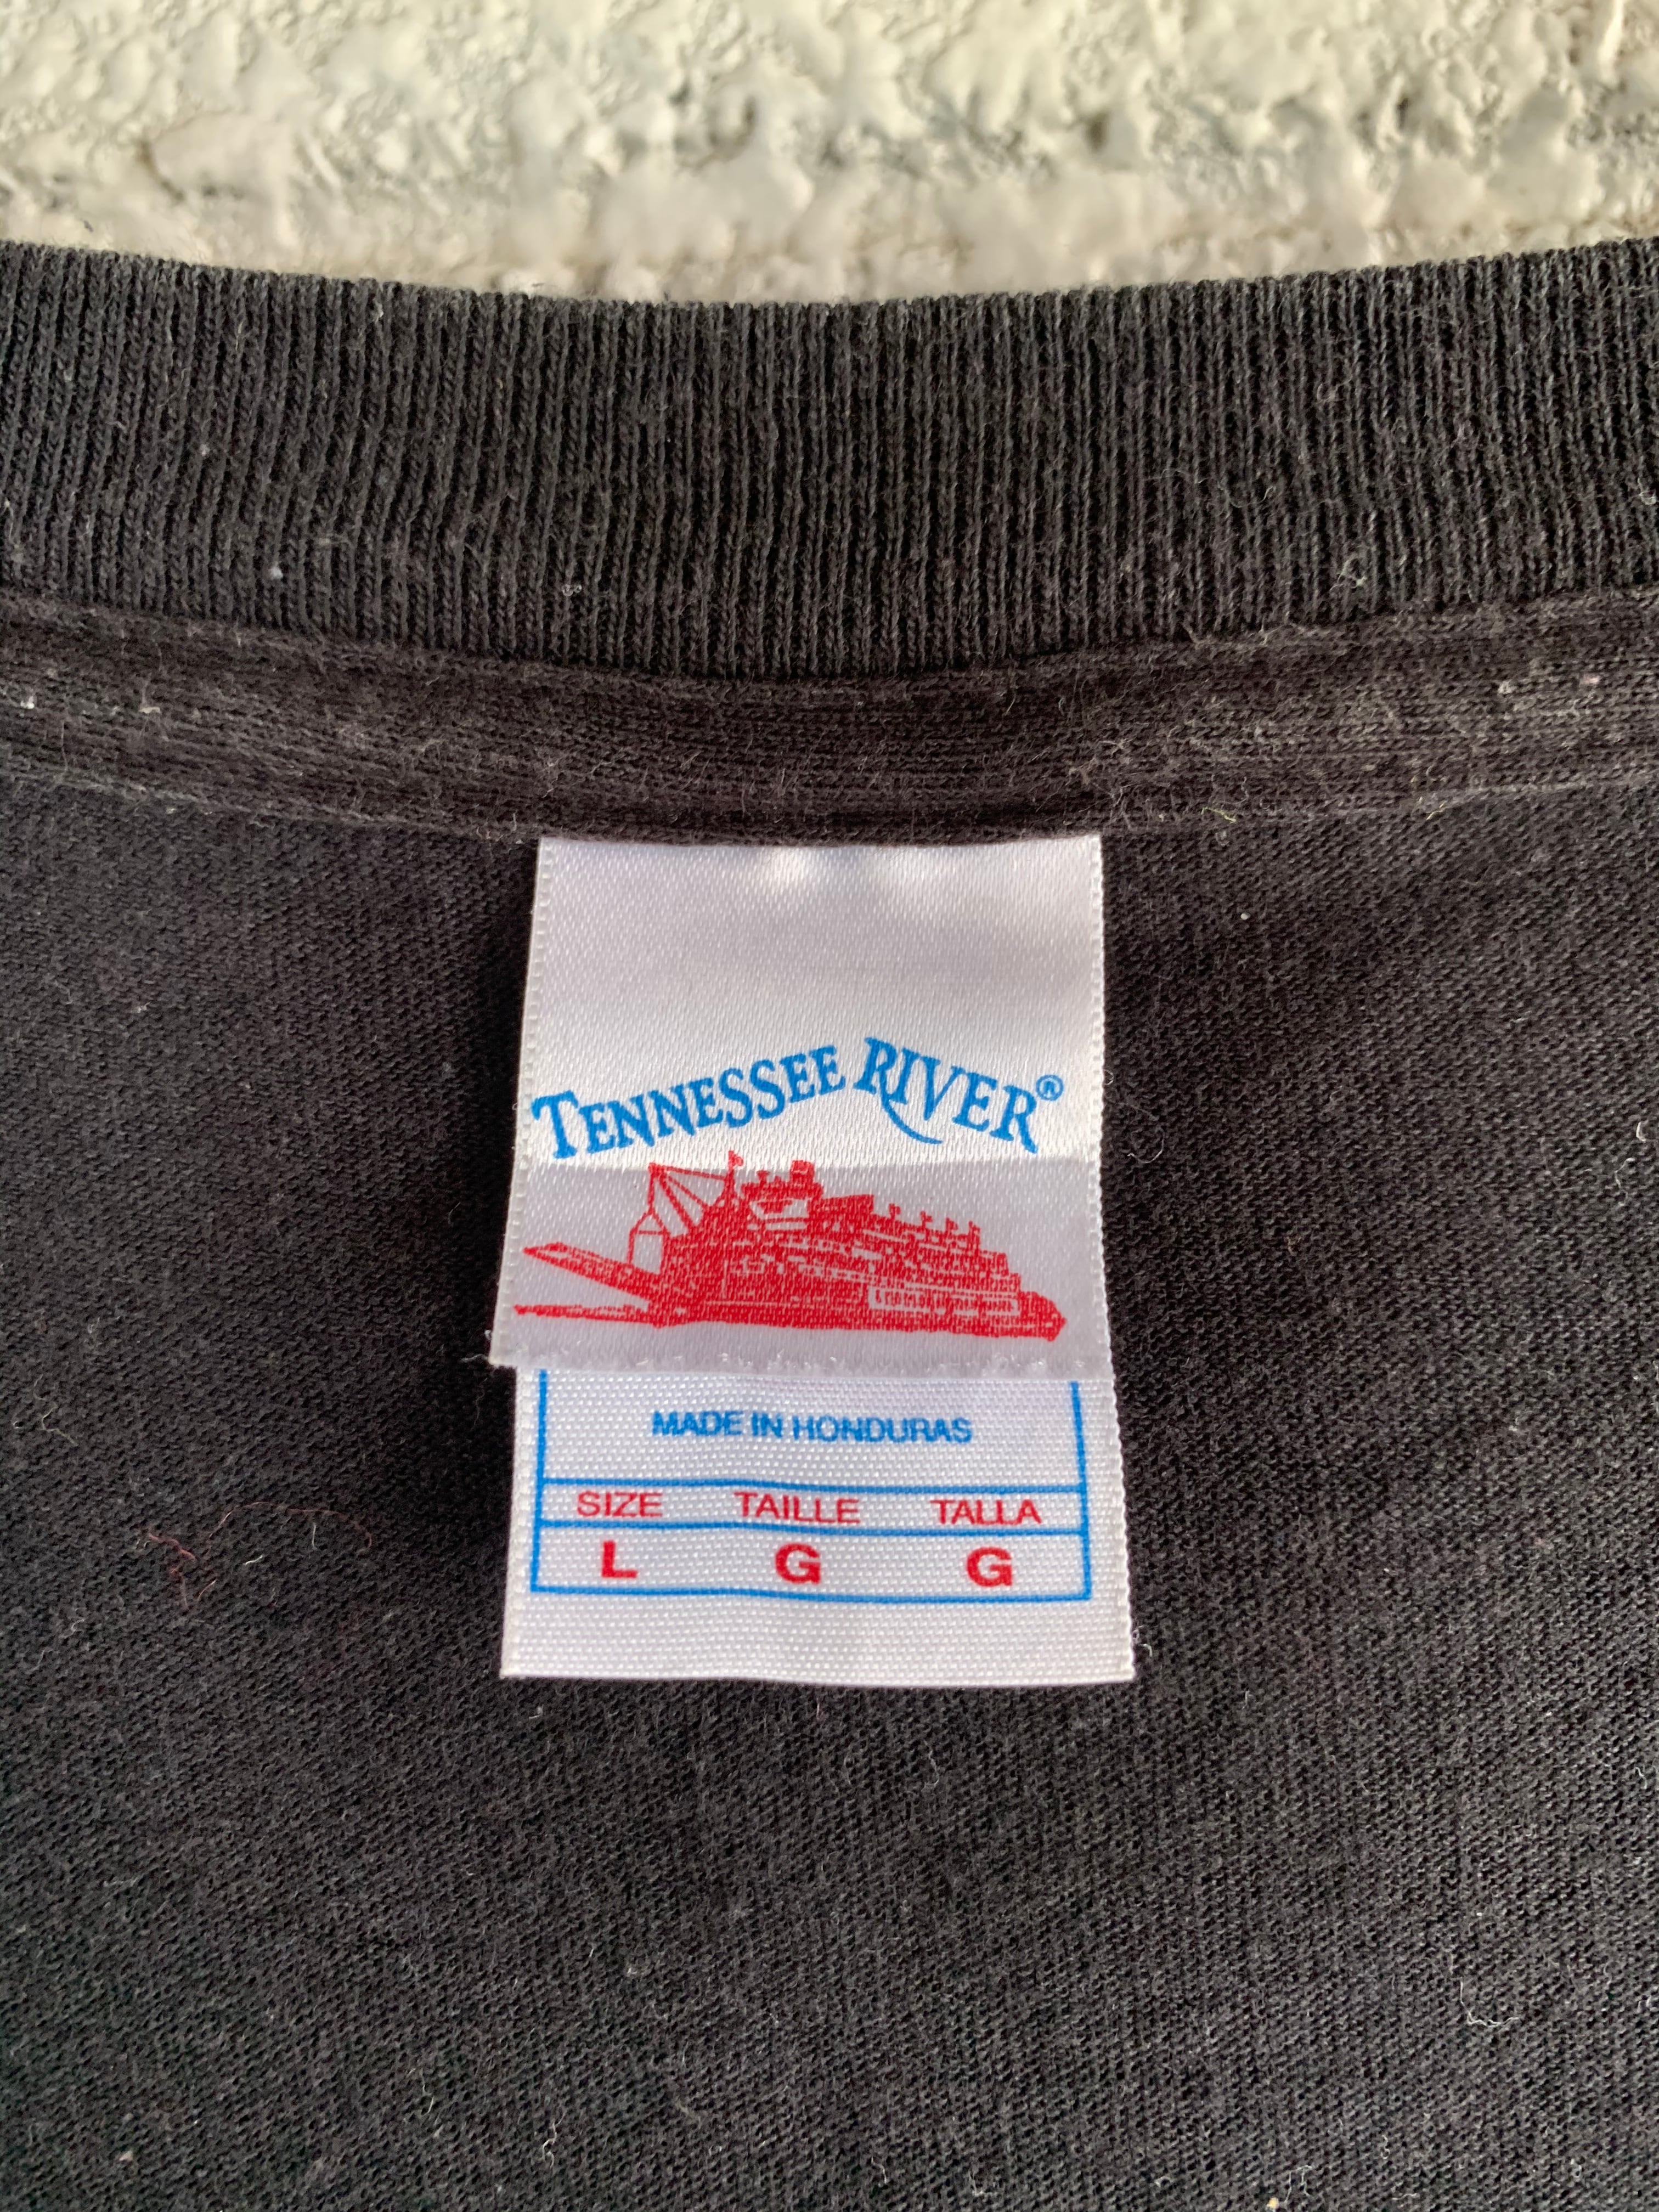 TENNESSEE RIVER®
MADE IN HONDURAS
SIZE TAILLE TALLA
L G G